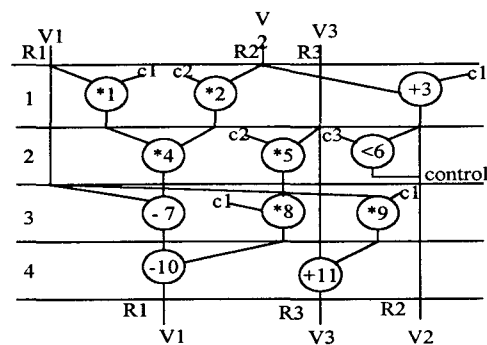 V1 V 2 V3
R1 R2 R3
c1 c2 c1
1 *1 *2 +3
c2 c3
2 *4 *5 <6
control
c1 c1
3 - 7 *8 *9
4 -10 +11
R1 R3 R2
V1 V3 V2